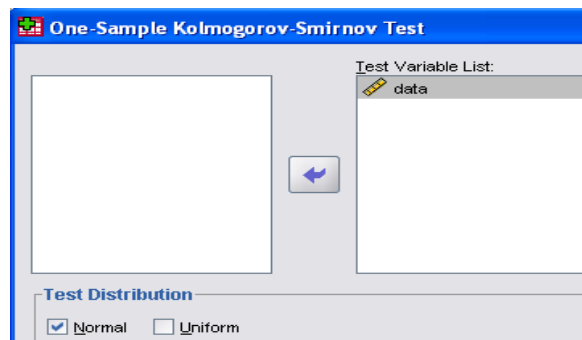 One-Sample Kolmogorov-Smirnov Test
Test Variable List:
data
Test Distribution
Normal Uniform